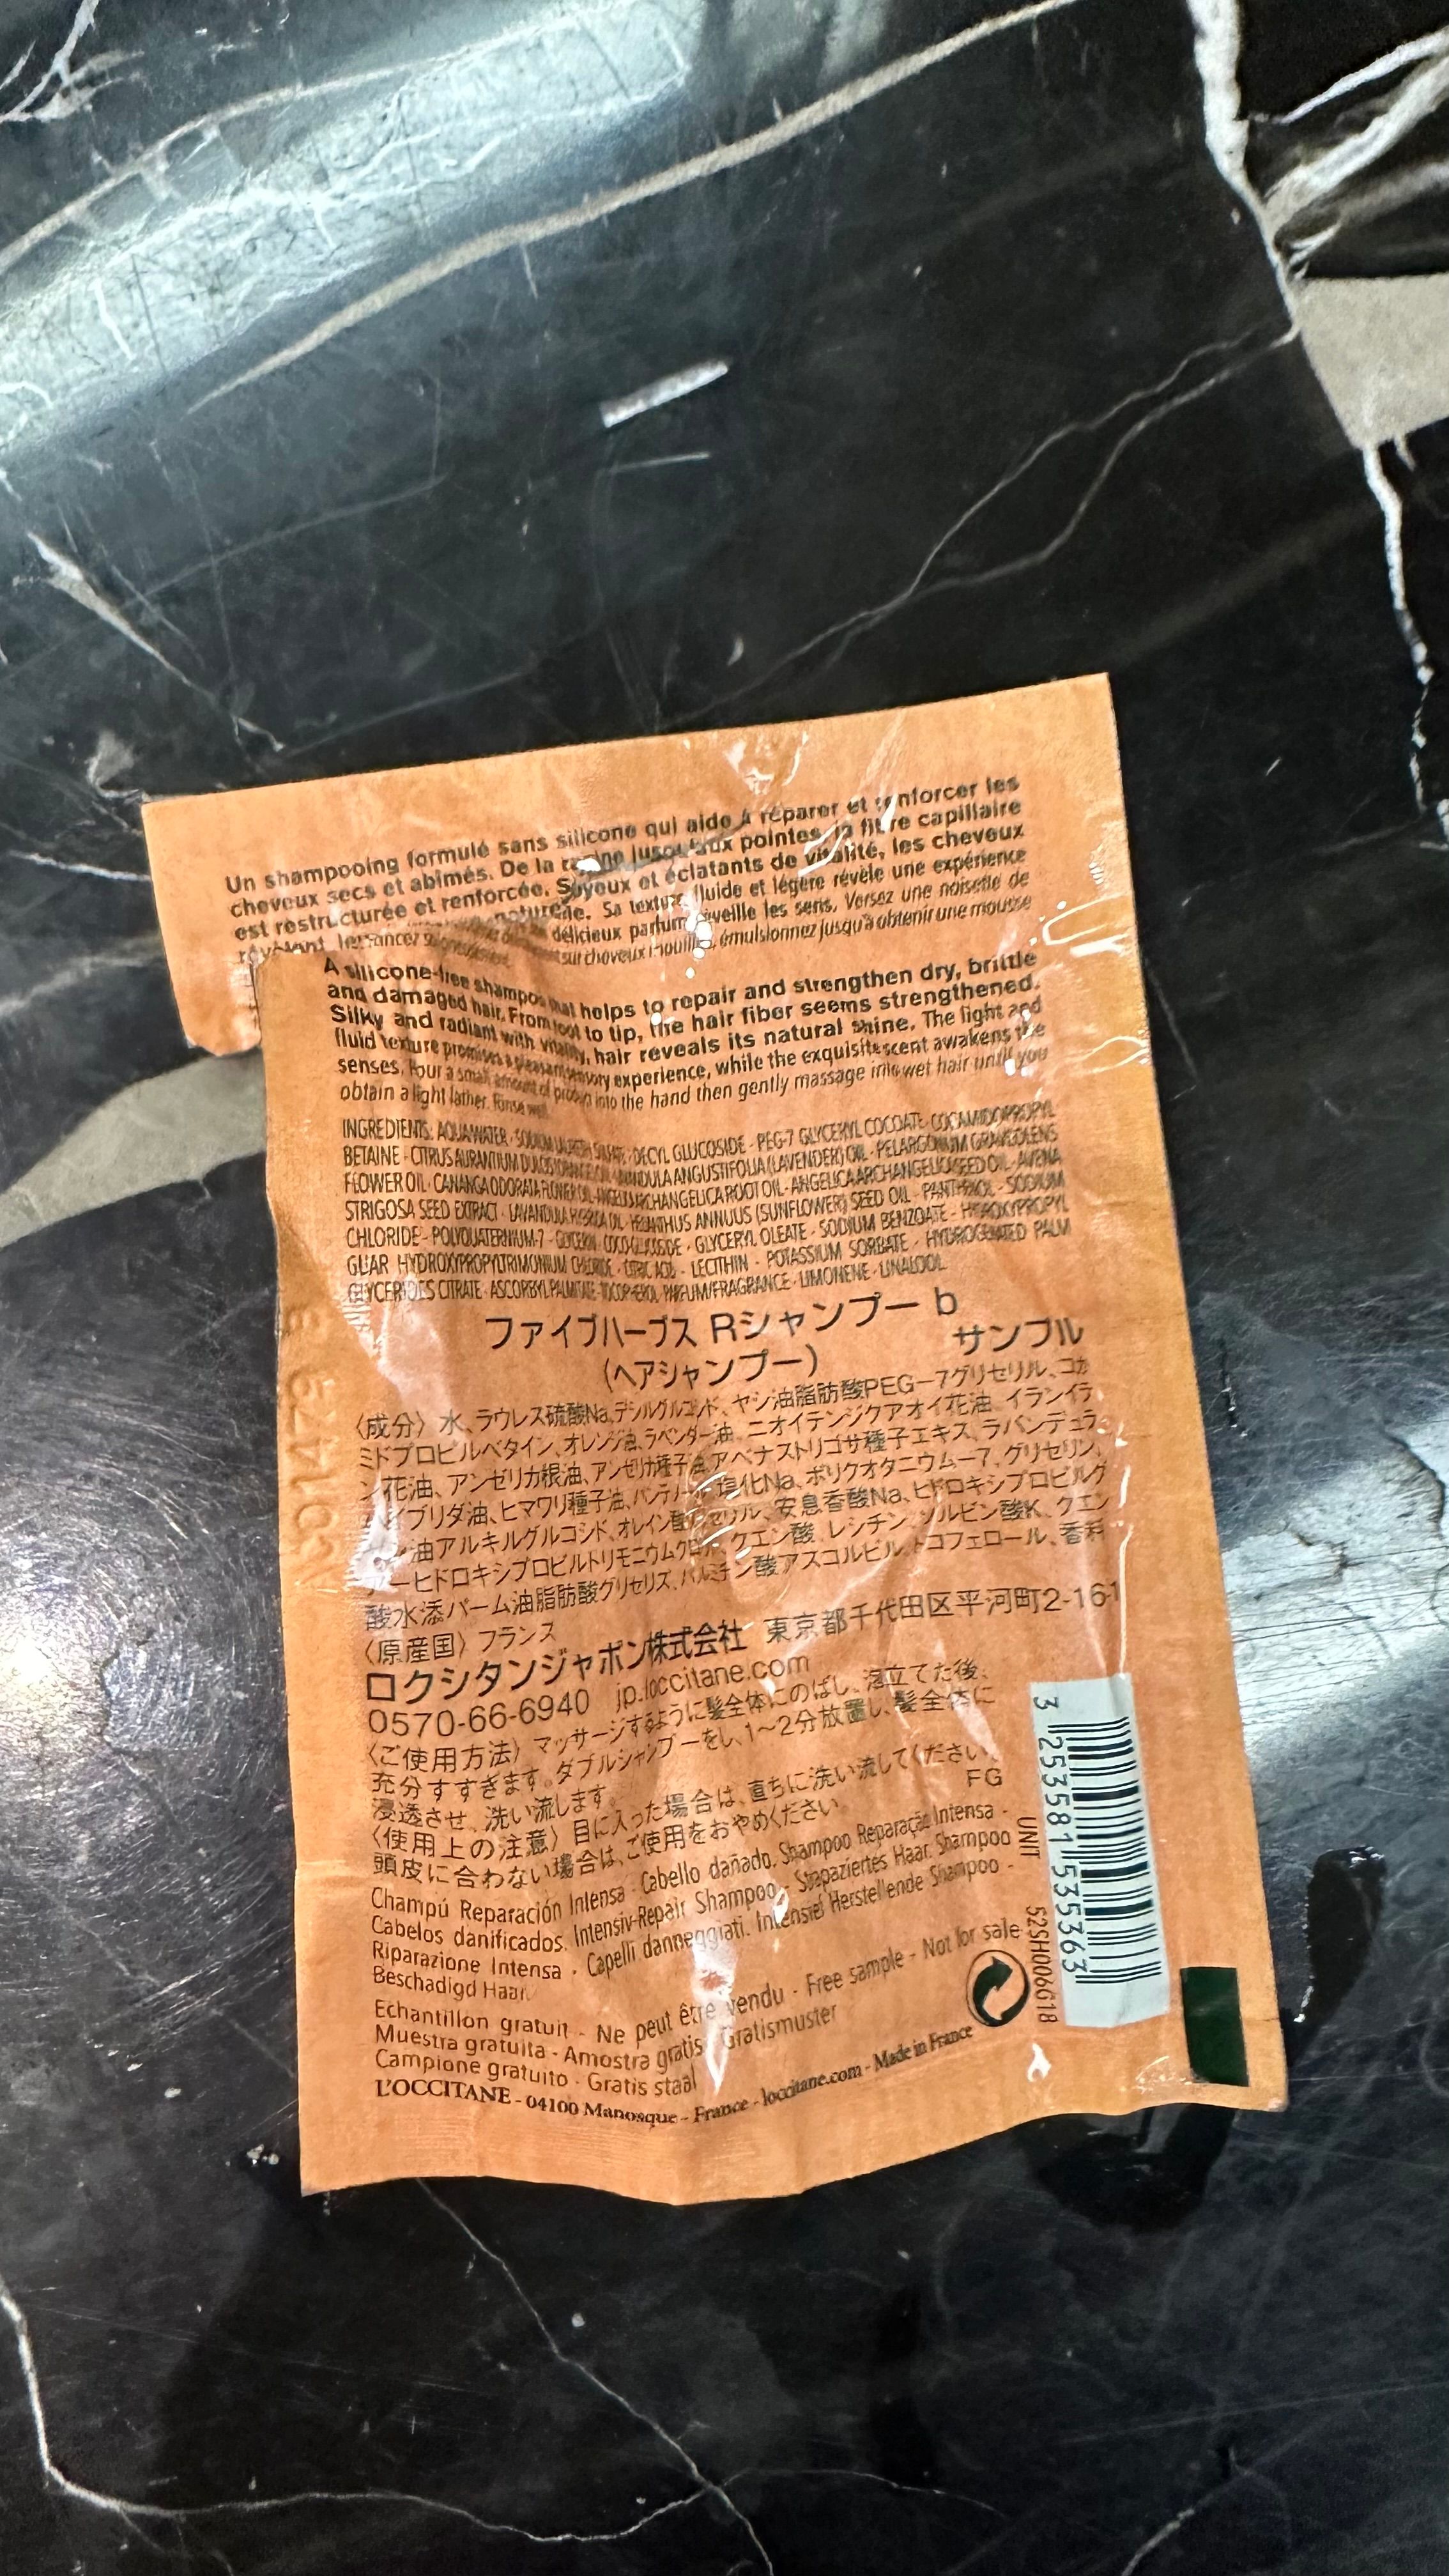 Un shampooing formulé sans silicone qui aide à réparer et renforcer les
cheveux secs et abîmés. De la racine jusqu'aux pointes, la fibre capillaire
est restructurée et renforcée. Soyeux et éclatants de vitalité, les cheveux
naturelle. Sa texture fluide et légère révèle une expérience
délicieux parfum éveille les sens. Versez une noisette de
sur cheveux mouillés, émulsionnez jusqu'à obtenir une mousse
A silicone-free shampoo that helps to repair and strengthen dry, brittle
and damaged hair. From root to tip, the hair fiber seems strengthened.
Silky and radiant with vitality, hair reveals its natural shine. The light and
fluid texture promises a pleasant sensory experience, while the exquisite scent awakens the
senses. Pour a small amount of product into the hand then gently massage into wet hair until you
obtain a light lather. Rinse well.
INGREDIENTS: AQUA/WATER - SODIUM LAURETH SULFATE - DECYL GLUCOSIDE - PEG-7 GLYCERYL COCOATE - COCAMIDOPROPYL
BETAINE - CITRUS AURANTIUM DULCIS (ORANGE) OIL - LAVANDULA ANGUSTIFOLIA (LAVENDER) OIL - PELARGONIUM GRAVEOLENS
FLOWER OIL - CANANGA ODORATA FLOWER OIL - ANGELICA ARCHANGELICA ROOT OIL - ANGELICA ARCHANGELICA SEED OIL - AVENA
STRIGOSA SEED EXTRACT - LAVANDULA HYBRIDA OIL - HELIANTHUS ANNUUS (SUNFLOWER) SEED OIL - PANTHENOL - SODIUM
CHLORIDE - POLYQUATERNIUM-7 - GLYCERIN - COCO-GLUCOSIDE - GLYCERYL OLEATE - SODIUM BENZOATE - HYDROXYPROPYL
GUAR HYDROXYPROPYLTRIMONIUM CHLORIDE - CITRIC ACID - LECITHIN - POTASSIUM SORBATE - HYDROGENATED PALM
GLYCERIDES CITRATE - ASCORBYL PALMITATE - TOCOPHEROL - PARFUM/FRAGRANCE - LIMONENE - LINALOOL
ファイブハーブス Rシャンプー b
サンプル
(ヘアシャンプー)
〈成分〉水、ラウレス硫酸Na、デシルグルコシド、ヤシ油脂肪酸PEG-7グリセリル、コカ
ミドプロピルベタイン、オレンジ油、ラベンダー油、ニオイテンジクアオイ花油、イランイラ
ン花油、アンゼリカ根油、アンゼリカ種子油、アベナストリゴサ種子エキス、ラバンデュラ
ハイブリダ油、ヒマワリ種子油、パンテノール、塩化Na、ポリクオタニウム-7、グリセリン、
ヤシ油アルキルグルコシド、オレイン酸グリセリル、安息香酸Na、ヒドロキシプロピルグ
アーヒドロキシプロピルトリモニウムクロリド、クエン酸、レシチン、ソルビン酸K、クエン
酸水添パーム油脂肪酸グリセリズ、パルミチン酸アスコルビル、トコフェロール、香料
〈原産国〉フランス
ロクシタンジャポン株式会社 東京都千代田区平河町2-16-1
0570-66-6940 jp.loccitane.com
〈ご使用方法〉マッサージするように髪全体にのばし、泡立てた後、
充分すすぎます。ダブルシャンプーをし、1〜2分放置し、髪全体に
浸透させ、洗い流します。
〈使用上の注意〉目に入った場合は、直ちに洗い流してください。
頭皮に合わない場合は、ご使用をおやめください。
FG
Champú Reparación Intensa - Cabello dañado. Shampoo Reparação Intensa -
Cabelos danificados. Intensiv-Repair Shampoo - Strapaziertes Haar. Shampoo
Riparazione Intensa - Capelli danneggiati. Intensief Herstellende Shampoo -
Beschadigd Haar.
Echantillon gratuit - Ne peut être vendu - Free sample - Not for sale
Muestra gratuita - Amostra gratis - Gratismuster
Campione gratuito - Gratis staal
L'OCCITANE - 04100 Manosque - France - loccitane.com - Made in France
3 253581 535363
UNIT
52SH006G18